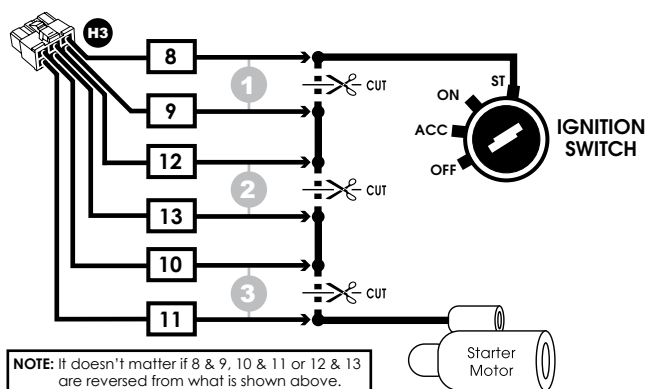 H3
8
1
CUT
ST
ON
9
ACC
IGNITION
SWITCH
12
OFF
2
CUT
13
10
3
CUT
11
Starter
Motor
NOTE: It doesn't matter if 8 & 9, 10 & 11 or 12 & 13
are reversed from what is shown above.